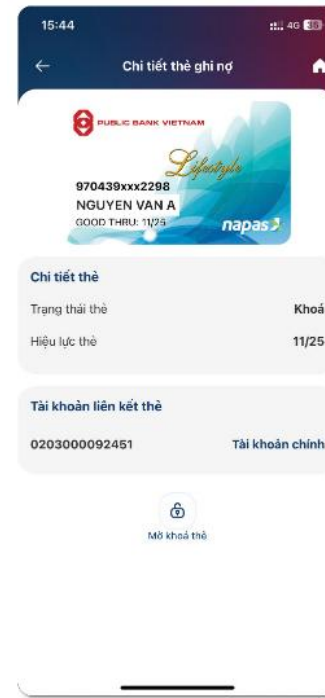 15:44
4G 35
Chi tiết thẻ ghi nợ
PUBLIC BANK VIETNAM
Lifestyle
970439xxx2298
NGUYEN VAN A
GOOD THRU: 11/25
napas
Chi tiết thẻ
Trạng thái thẻ Khoá
Hiệu lực thẻ 11/25
Tài khoản liên kết thẻ
0203000092451 Tài khoản chính
Mở khoá thẻ